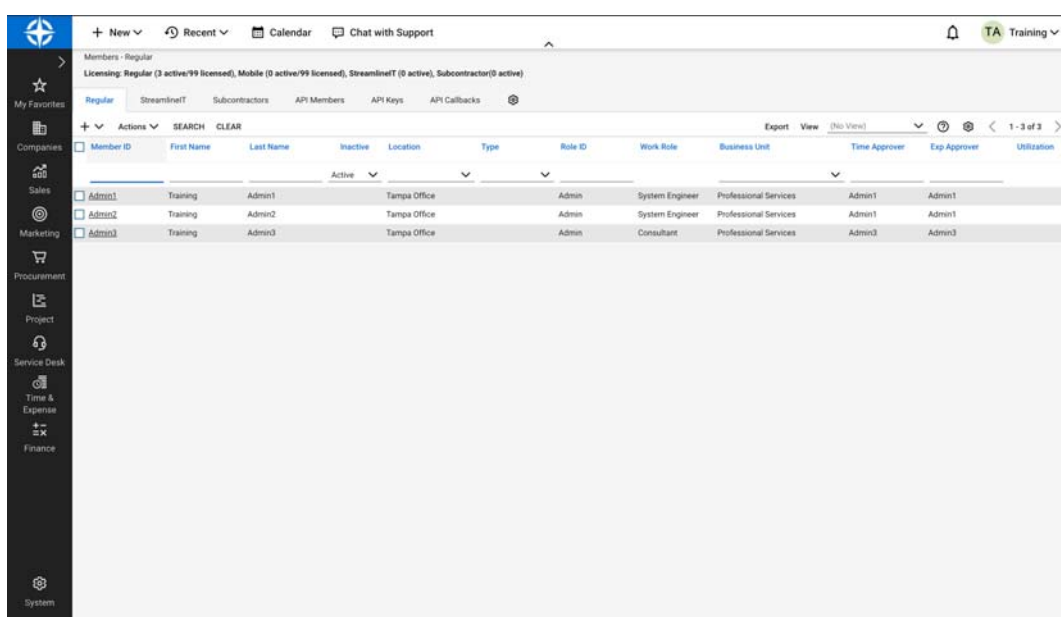 + New Recent Calendar Chat with Support TA Training
Members - Regular
Licensing: Regular (3 active/99 licensed), Mobile (0 active/99 licensed), StreamlineIT (0 active), Subcontractor(0 active)
Regular StreamlineIT Subcontractors API Members API Keys API Callbacks
+ Actions SEARCH CLEAR Export View (No View) 1 - 3 of 3
Member ID First Name Last Name Inactive Location Type Role ID Work Role Business Unit Time Approver Exp Approver Utilization
Active
Admin1 Training Admin1 Tampa Office Admin System Engineer Professional Services Admin1 Admin1
Admin2 Training Admin2 Tampa Office Admin System Engineer Professional Services Admin1 Admin1
Admin3 Training Admin3 Tampa Office Admin Consultant Professional Services Admin3 Admin3
My Favorites
Companies
Sales
Marketing
Procurement
Project
Service Desk
Time &
Expense
Finance
System